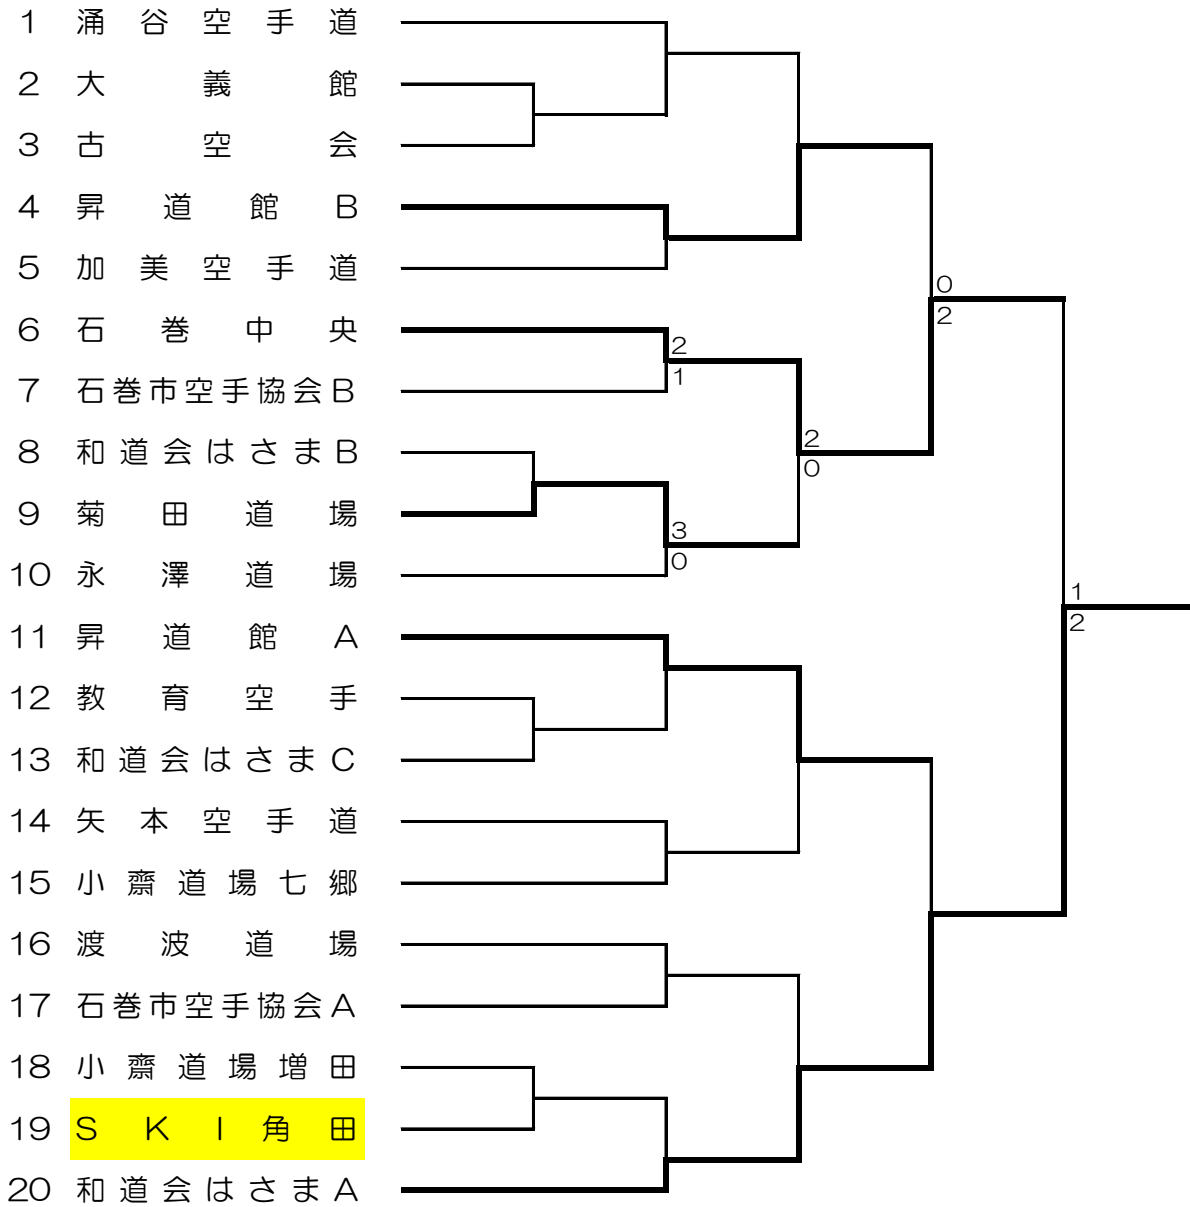 1 涌谷空手道
2 大義館
3 古空会
4 昇道館B
5 加美空手道
0
2
6 石巻中央
2
1
7 石巻市空手協会B
8 和道会はさまB
2
0
9 菊田道場
3
0
10 永澤道場
1
2
11 昇道館A
12 教育空手
13 和道会はさまC
14 矢本空手道
15 小齋道場七郷
16 渡波道場
17 石巻市空手協会A
18 小齋道場増田
19 SKI角田
20 和道会はさまA